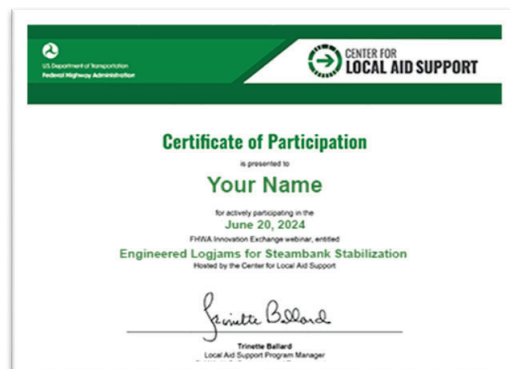 U.S. Department of Transportation
Federal Highway Administration
CENTER FOR
LOCAL AID SUPPORT
Certificate of Participation
is presented to
Your Name
for actively participating in the
June 20, 2024
FHWA Innovation Exchange webinar, entitled
Engineered Logjams for Steambank Stabilization
Hosted by the Center for Local Aid Support
Trinette Ballard
Trinette Ballard
Local Aid Support Program Manager